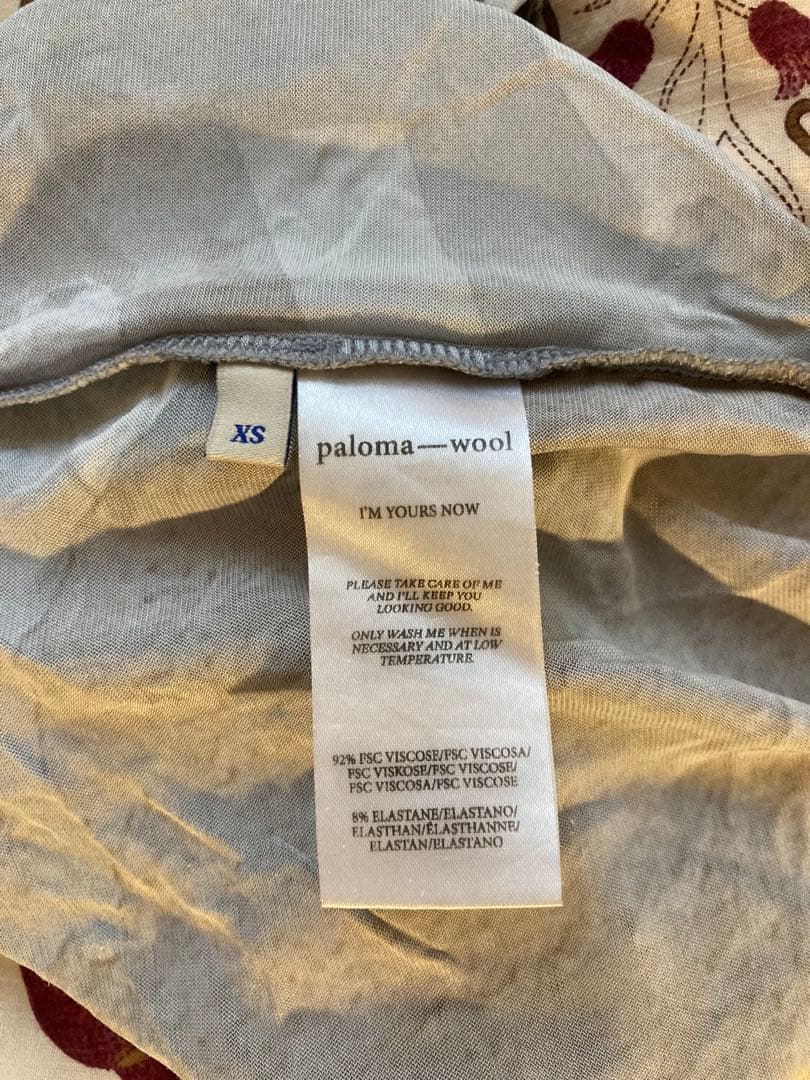 XS
paloma—wool
I'M YOURS NOW
PLEASE TAKE CARE OF ME
AND I'LL KEEP YOU
LOOKING GOOD.
ONLY WASH ME WHEN IS
NECESSARY AND AT LOW
TEMPERATURE.
92% FSC VISCOSE/FSC VISCOSA/
FSC VISKOSE/FSC VISCOSE/
FSC VISCOSA/FSC VISCOSE
8% ELASTANE/ELASTANO/
ELASTHAN/ÉLASTHANNE/
ELASTAN/ELASTANO